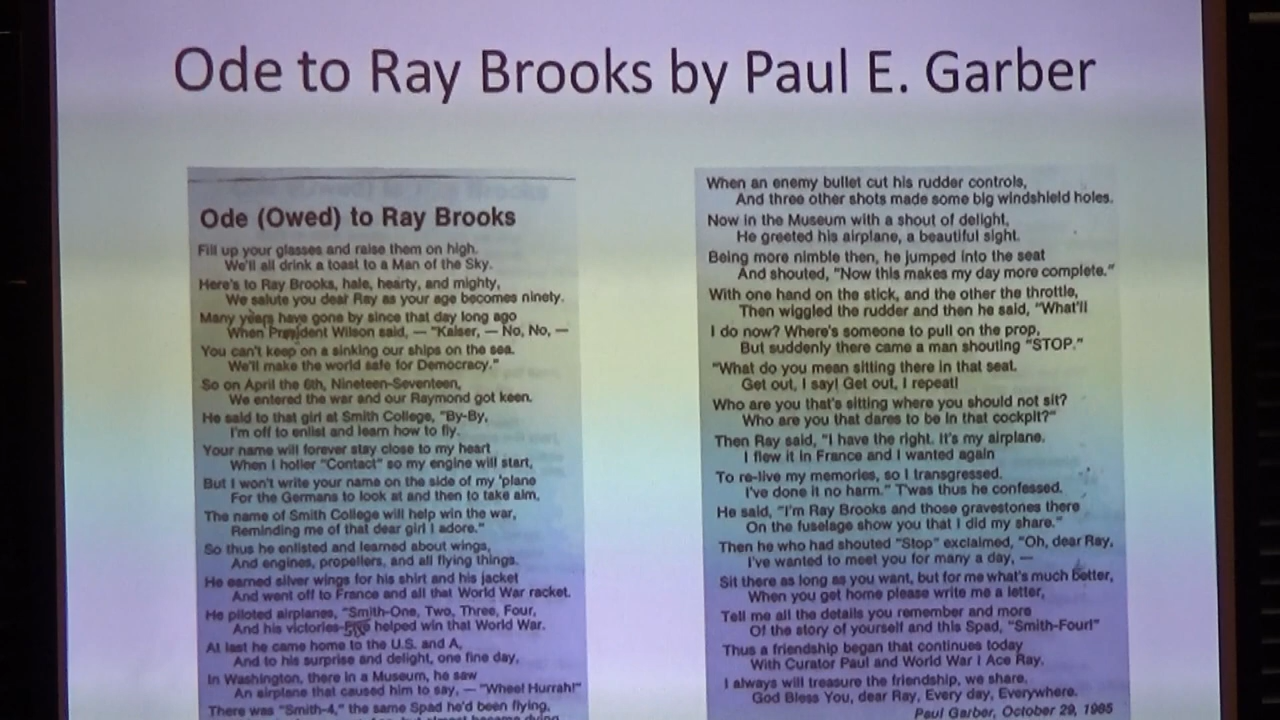 Ode to Ray Brooks by Paul E. Garber
Ode (Owed) to Ray Brooks
Fill up your glasses and raise them on high.
We'll all drink a toast to a Man of the Sky.
Here's to Ray Brooks, hale, hearty, and mighty,
We salute you dear Ray as your age becomes ninety.
Many years have gone by since that day long ago
When President Wilson said, — "Kaiser, — No, No, —
You can't keep on a sinking our ships on the sea.
We'll make the world safe for Democracy."
So on April the 6th, Nineteen-Seventeen,
We entered the war and our Raymond got keen.
He said to that girl at Smith College, "By-By,
I'm off to enlist and learn how to fly.
Your name will forever stay close to my heart
When I holler "Contact" so my engine will start,
But I won't write your name on the side of my 'plane
For the Germans to look at and then to take aim,
The name of Smith College will help win the war,
Reminding me of that dear girl I adore."
So thus he enlisted and learned about wings,
And engines, propellers, and all flying things.
He earned silver wings for his shirt and his jacket
And went off to France and all that World War racket.
He piloted airplanes, "Smith-One, Two, Three, Four,
And his victories- helped win that World War.
At last he came home to the U.S. and A,
And to his surprise and delight, one fine day,
In Washington, there in a Museum, he saw
An airplane that caused him to say, — "Whee! Hurrah!"
There was "Smith-4," the same Spad he'd been flying,
When an enemy bullet cut his rudder controls,
And three other shots made some big windshield holes.
Now in the Museum with a shout of delight,
He greeted his airplane, a beautiful sight.
Being more nimble then, he jumped into the seat
And shouted, "Now this makes my day more complete."
With one hand on the stick, and the other the throttle,
Then wiggled the rudder and then he said, "What'll
I do now? Where's someone to pull on the prop,
But suddenly there came a man shouting "STOP."
"What do you mean sitting there in that seat.
Get out, I say! Get out, I repeat!
Who are you that's sitting where you should not sit?
Who are you that dares to be in that cockpit?"
Then Ray said, "I have the right. It's my airplane.
I flew it in France and I wanted again
To re-live my memories, so I transgressed.
I've done it no harm." T'was thus he confessed.
He said, "I'm Ray Brooks and those gravestones there
On the fuselage show you that I did my share."
Then he who had shouted "Stop" exclaimed, "Oh, dear Ray,
I've wanted to meet you for many a day, —
Sit there as long as you want, but for me what's much better,
When you get home please write me a letter,
Tell me all the details you remember and more
Of the story of yourself and this Spad, "Smith-Four!"
Thus a friendship began that continues today
With Curator Paul and World War I Ace Ray.
I always will treasure the friendship, we share.
God Bless You, dear Ray, Every day, Everywhere.
Paul Garber, October 29, 1985